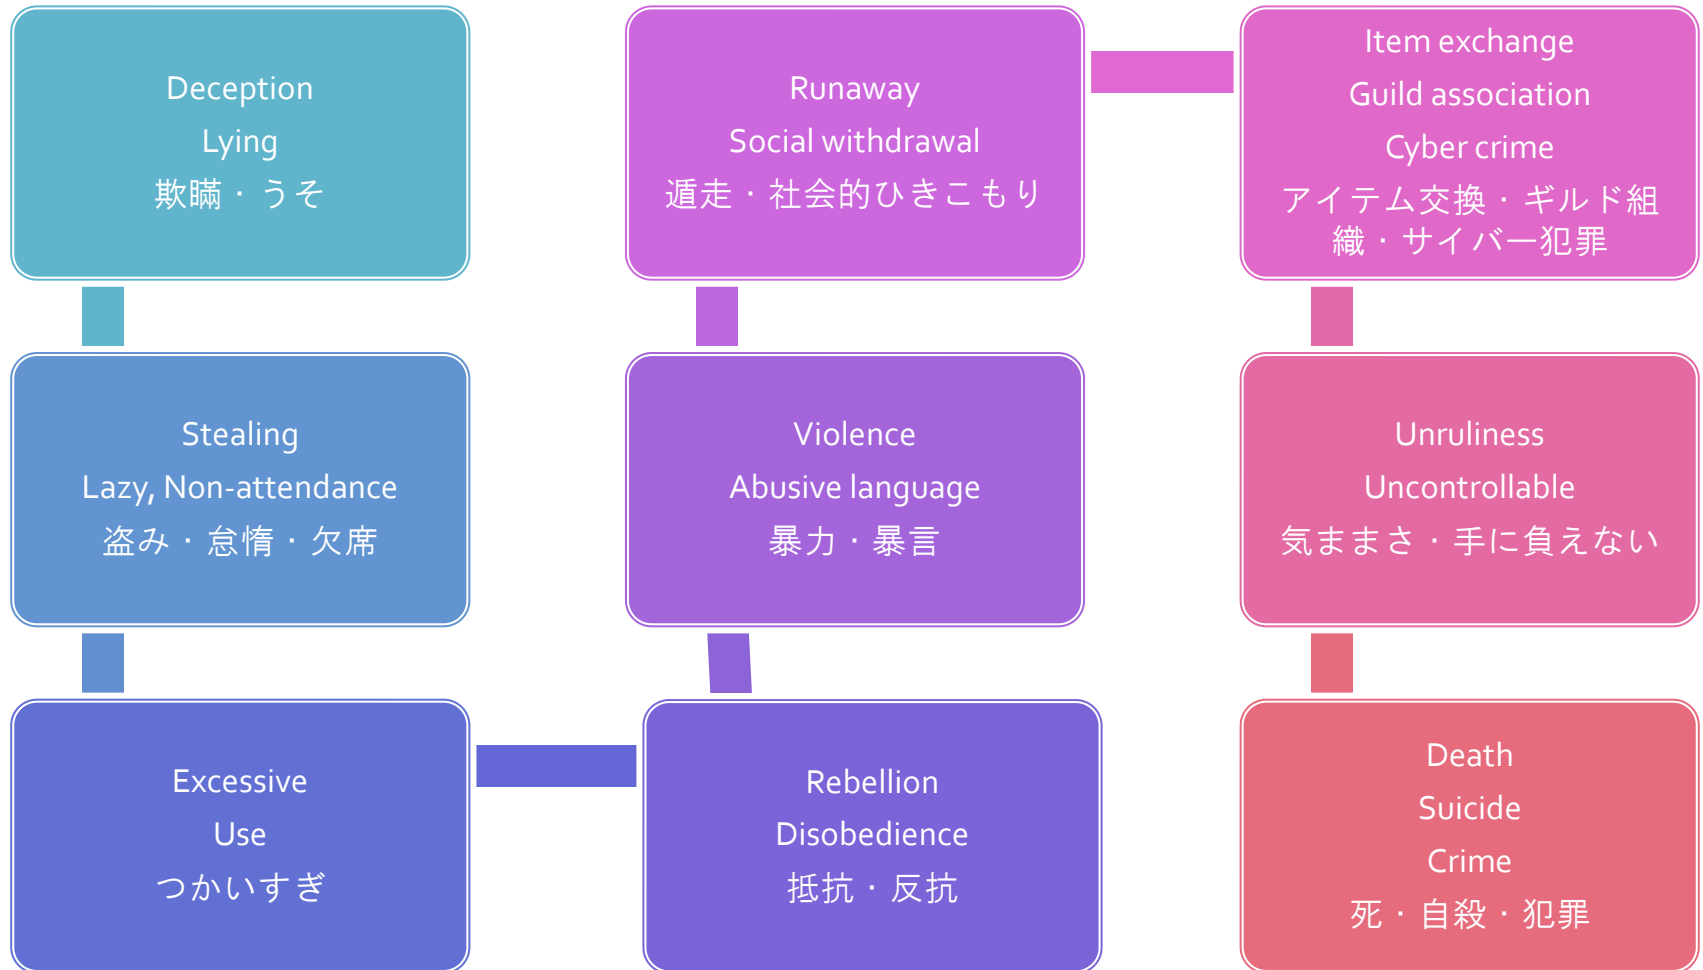 Deception
Lying
欺瞞・うそ
Stealing
Lazy, Non-attendance
盗み・怠惰・欠席
Excessive
Use
つかいすぎ
Rebellion
Disobedience
抵抗・反抗
Violence
Abusive language
暴力・暴言
Runaway
Social withdrawal
遁走・社会的ひきこもり
Item exchange
Guild association
Cyber crime
アイテム交換・ギルド組
織・サイバー犯罪
Unruliness
Uncontrollable
気ままさ・手に負えない
Death
Suicide
Crime
死・自殺・犯罪